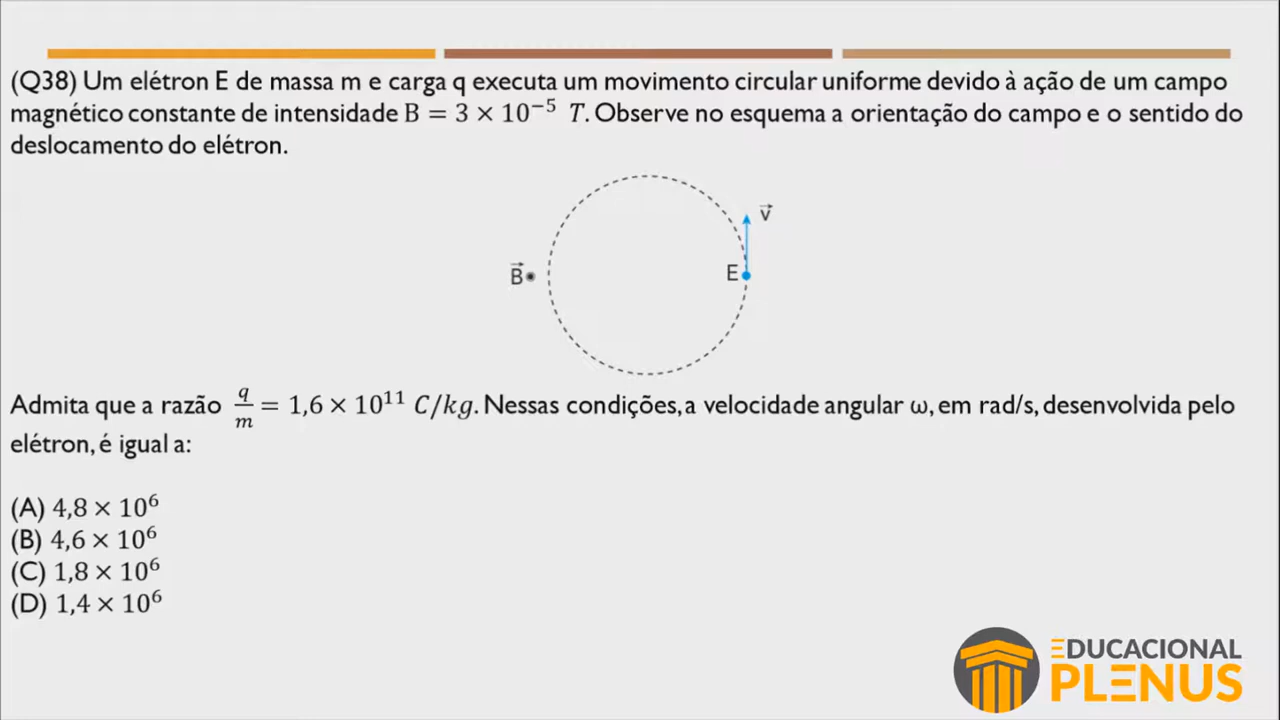 (Q38) Um elétron E de massa m e carga q executa um movimento circular uniforme devido à ação de um campo
magnético constante de intensidade B = 3 × 10⁻⁵ T. Observe no esquema a orientação do campo e o sentido do
deslocamento do elétron.
v⃗
B⃗ E
Admita que a razão q/m = 1,6 × 10¹¹ C/kg. Nessas condições, a velocidade angular ω, em rad/s, desenvolvida pelo
elétron, é igual a:
(A) 4,8 × 10⁶
(B) 4,6 × 10⁶
(C) 1,8 × 10⁶
(D) 1,4 × 10⁶
EDUCACIONAL
PLENUS